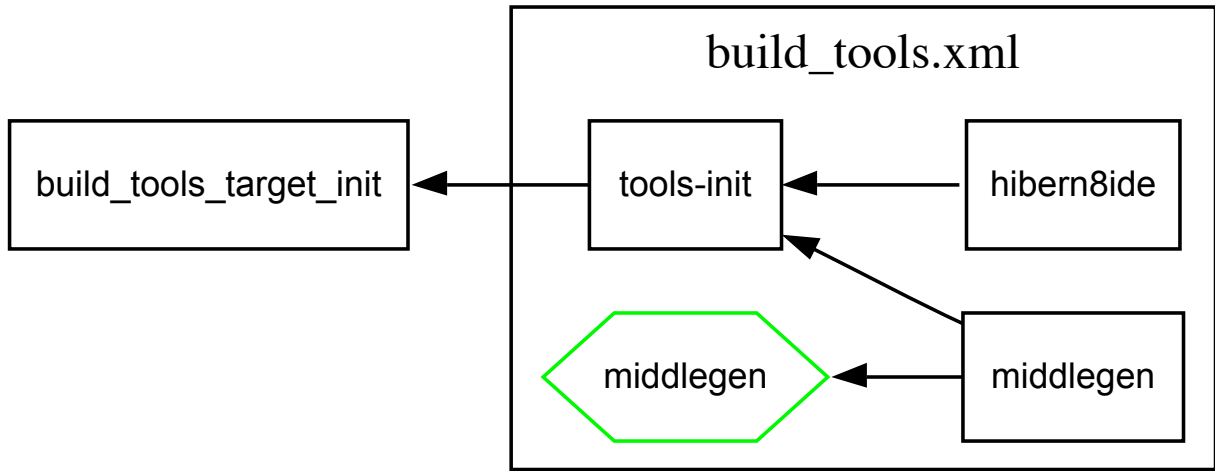 build_tools.xml
build_tools_target_init
tools-init
hibern8ide
middlegen
middlegen